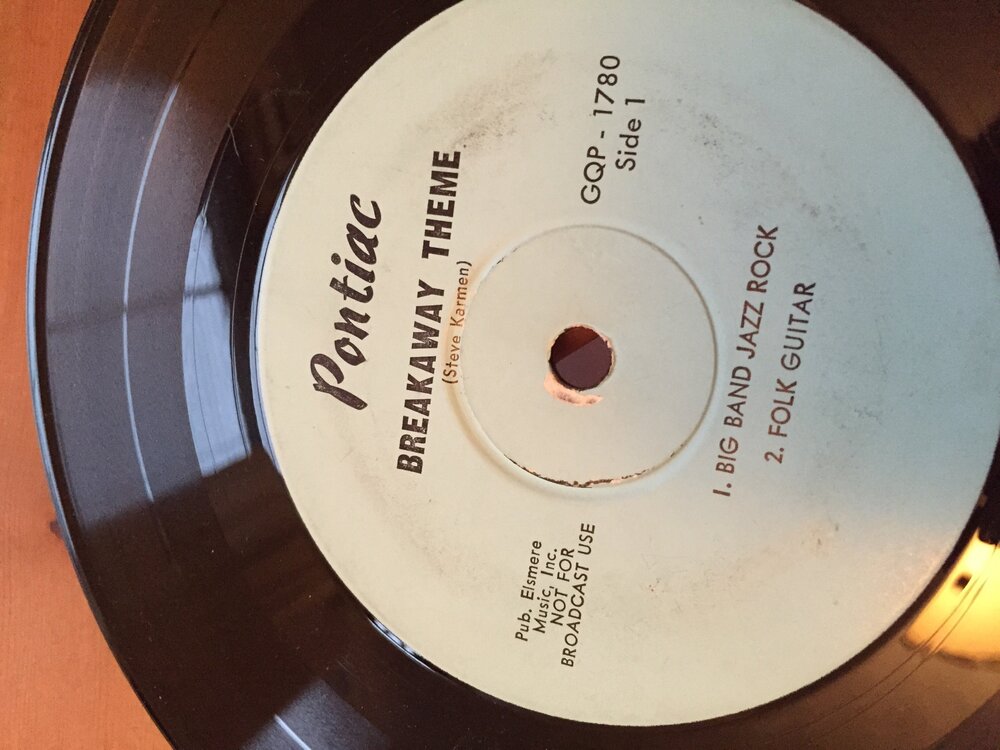 Pontiac
BREAKAWAY THEME
(Steve Karmen)
Pub. Elsmere
Music, Inc.
NOT FOR
BROADCAST USE
GQP - 1780
Side 1
1. BIG BAND JAZZ ROCK
2. FOLK GUITAR